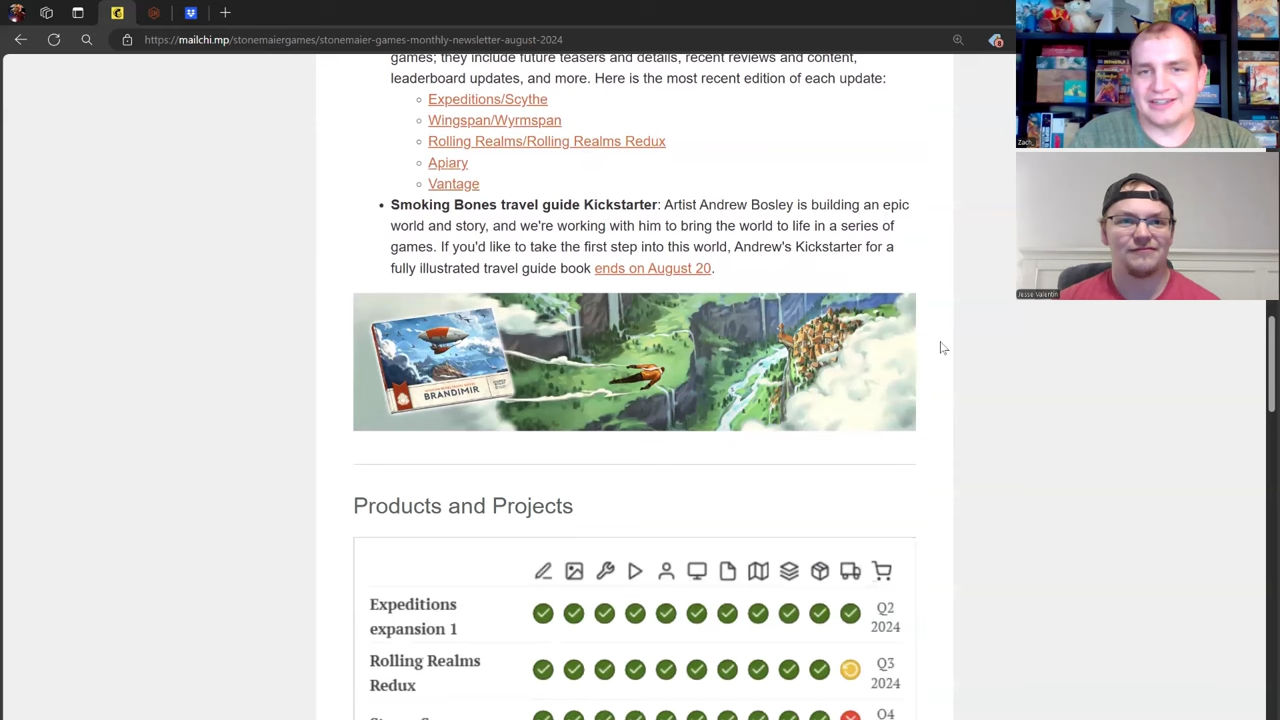 https://mailchi.mp/stonemaiergames/stonemaier-games-monthly-newsletter-august-2024
games; they include future teasers and details, recent reviews and content,
leaderboard updates, and more. Here is the most recent edition of each update:
Expeditions/Scythe
Wingspan/Wyrmspan
Rolling Realms/Rolling Realms Redux
Apiary
Vantage
Smoking Bones travel guide Kickstarter: Artist Andrew Bosley is building an epic
world and story, and we're working with him to bring the world to life in a series of
games. If you'd like to take the first step into this world, Andrew's Kickstarter for a
fully illustrated travel guide book ends on August 20.
BRANDIMIR
Products and Projects
Expeditions
expansion 1
Q2
2024
Rolling Realms
Redux
Q3
2024
Q4
Zach
Jesse Valentin